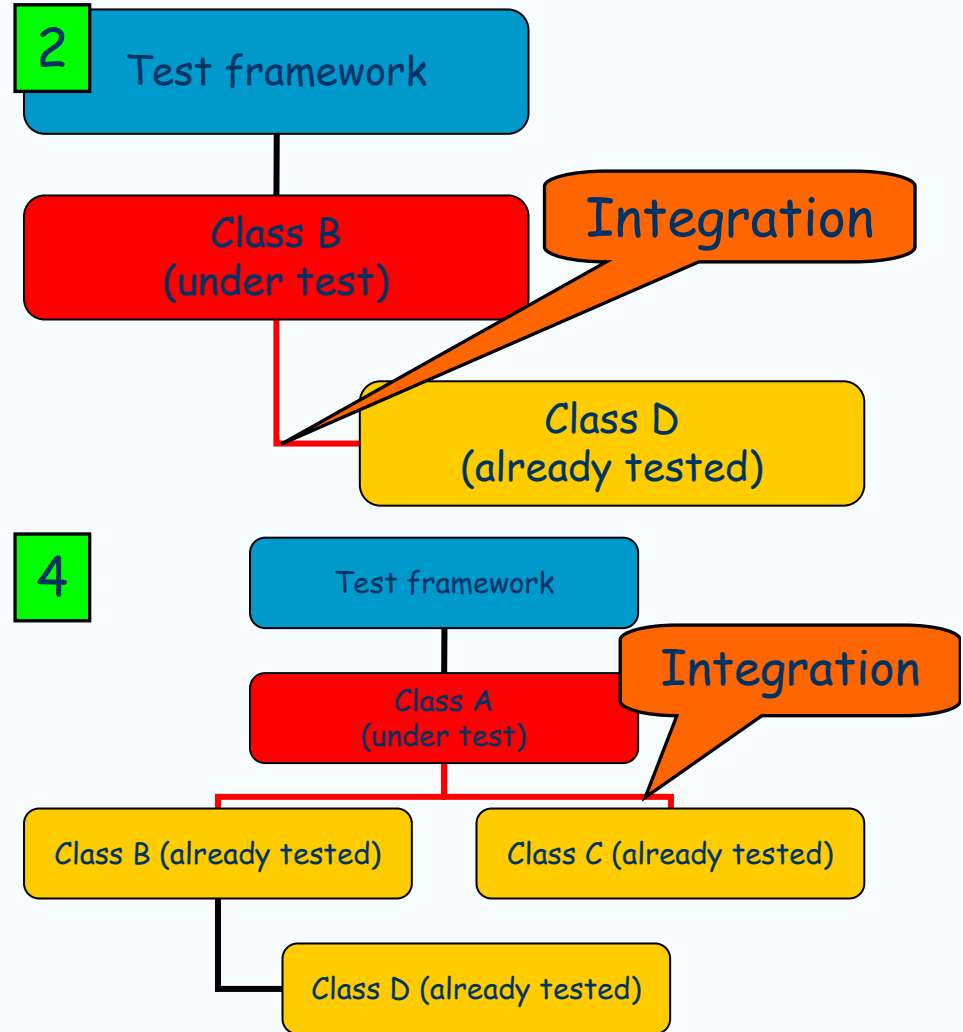 2
Test framework
Class B
(under test)
Integration
Class D
(already tested)
4
Test framework
Class A
(under test)
Integration
Class B (already tested)
Class C (already tested)
Class D (already tested)